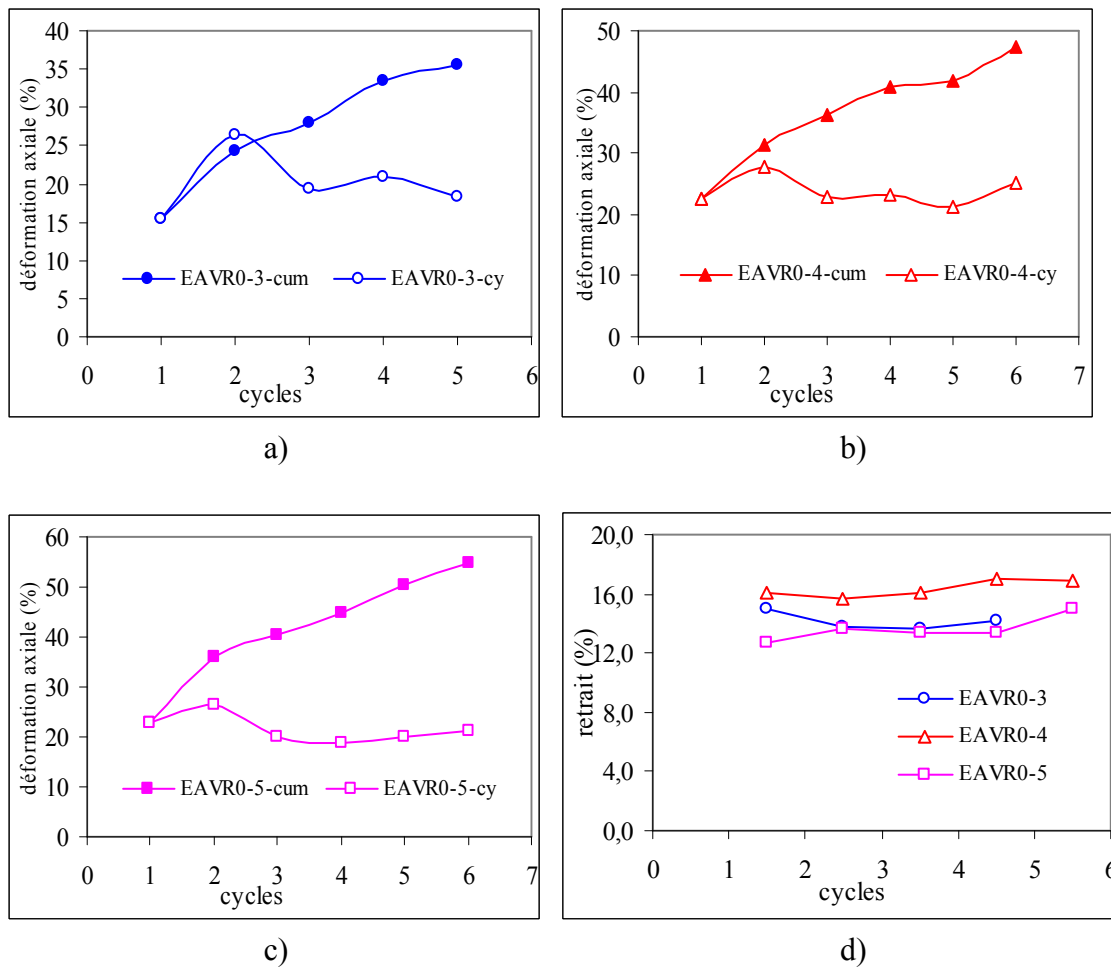 déformation axiale (%)
40
35
30
25
20
15
10
5
0
EAVR0-3-cum EAVR0-3-cy
0 1 2 3 4 5 6
cycles
a)
déformation axiale (%)
50
40
30
20
10
0
EAVR0-4-cum EAVR0-4-cy
0 1 2 3 4 5 6 7
cycles
b)
déformation axiale (%)
60
50
40
30
20
10
0
EAVR0-5-cum EAVR0-5-cy
0 1 2 3 4 5 6 7
cycles
c)
retrait (%)
20,0
16,0
12,0
8,0
4,0
0,0
EAVR0-3
EAVR0-4
EAVR0-5
0 1 2 3 4 5 6
cycles
d)